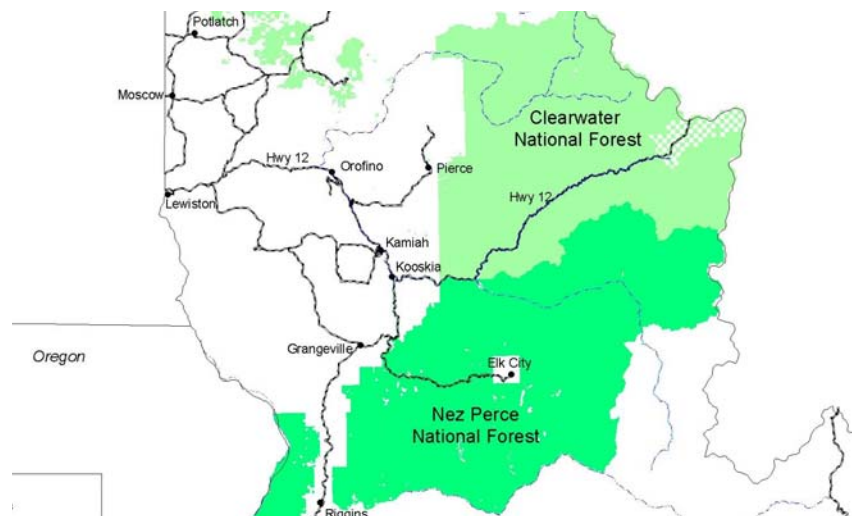 Potlatch
Moscow
Clearwater
National Forest
Hwy 12
Orofino
Pierce
Lewiston
Hwy 12
Kamiah
Kooskia
Grangeville
Oregon
Elk City
Nez Perce
National Forest
Riggins